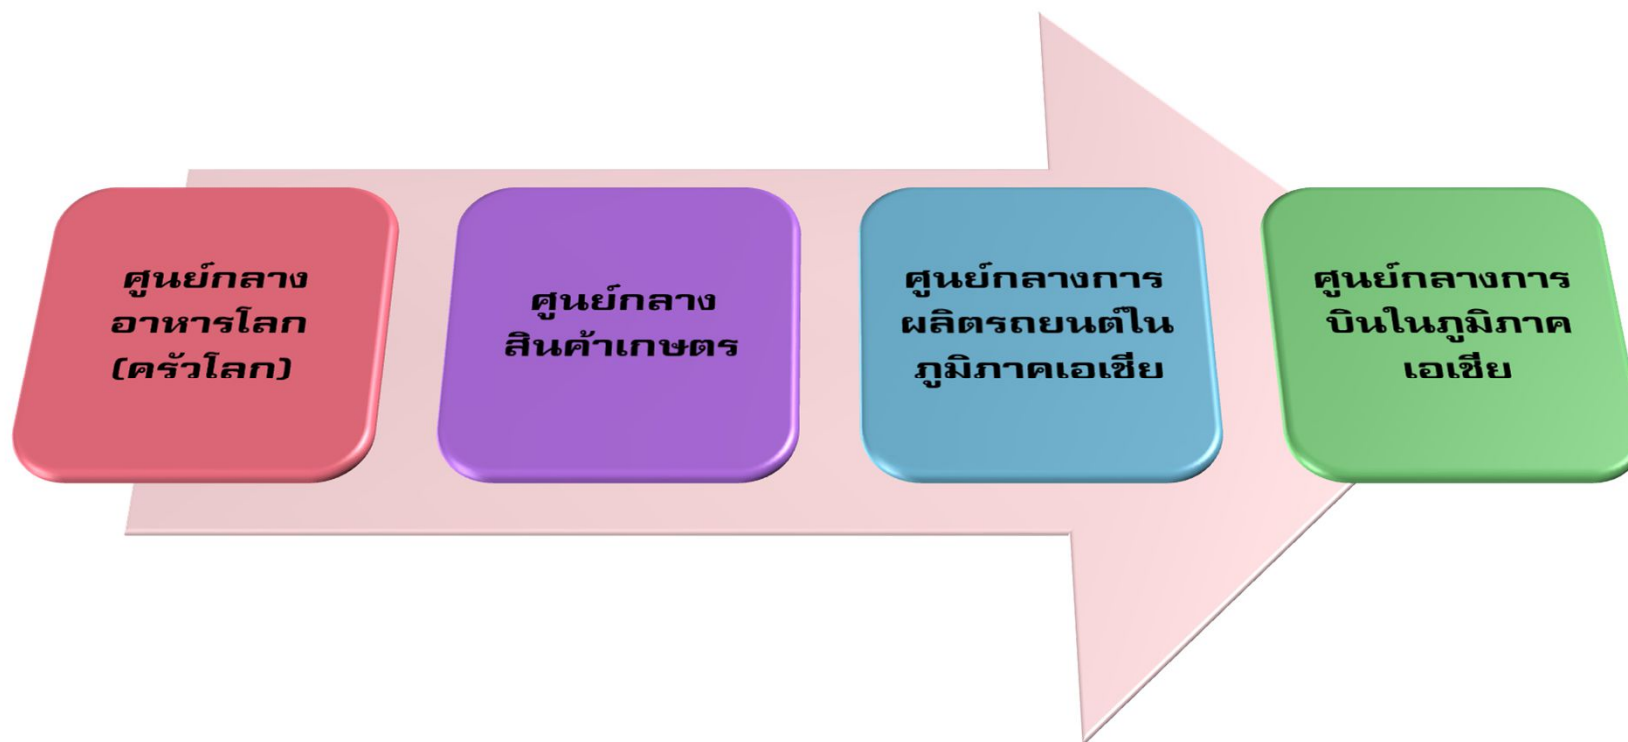 ศูนย์กลาง
อาหารโลก
(ครัวโลก)
ศูนย์กลาง
สินค้าเกษตร
ศูนย์กลางการ
ผลิตรถยนต์ใน
ภูมิภาคเอเชีย
ศูนย์กลางการ
บินในภูมิภาค
เอเชีย